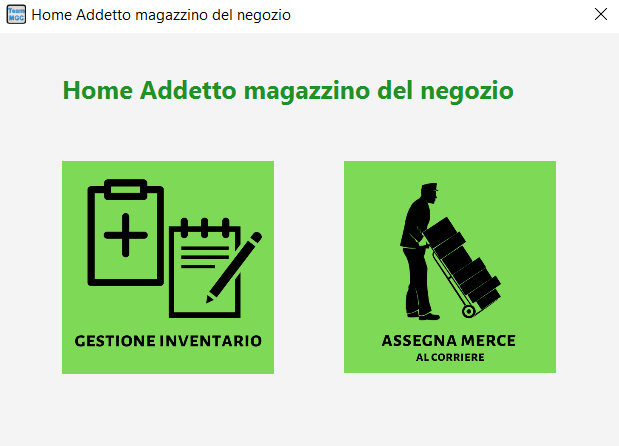 Team
MGC
Home Addetto magazzino del negozio
Home Addetto magazzino del negozio
GESTIONE INVENTARIO
ASSEGNA MERCE
AL CORRIERE